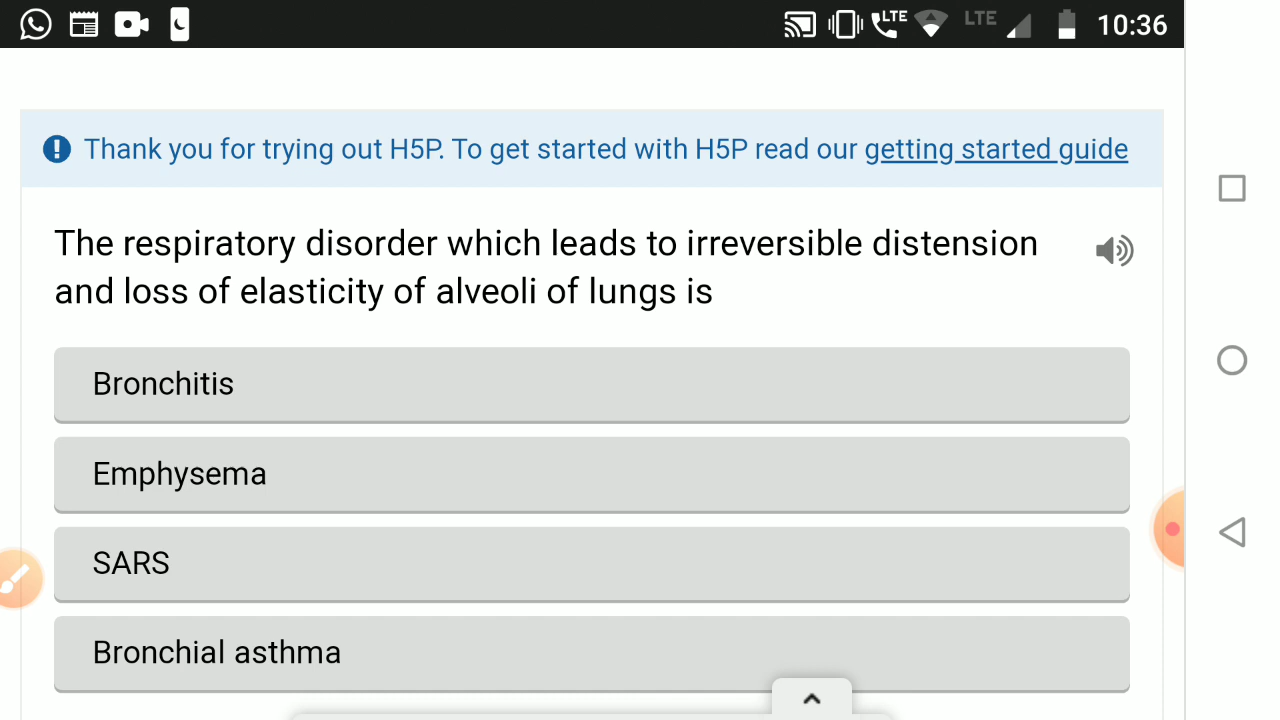 LTE LTE 10:36
Thank you for trying out H5P. To get started with H5P read our getting started guide
The respiratory disorder which leads to irreversible distension
and loss of elasticity of alveoli of lungs is
Bronchitis
Emphysema
SARS
Bronchial asthma